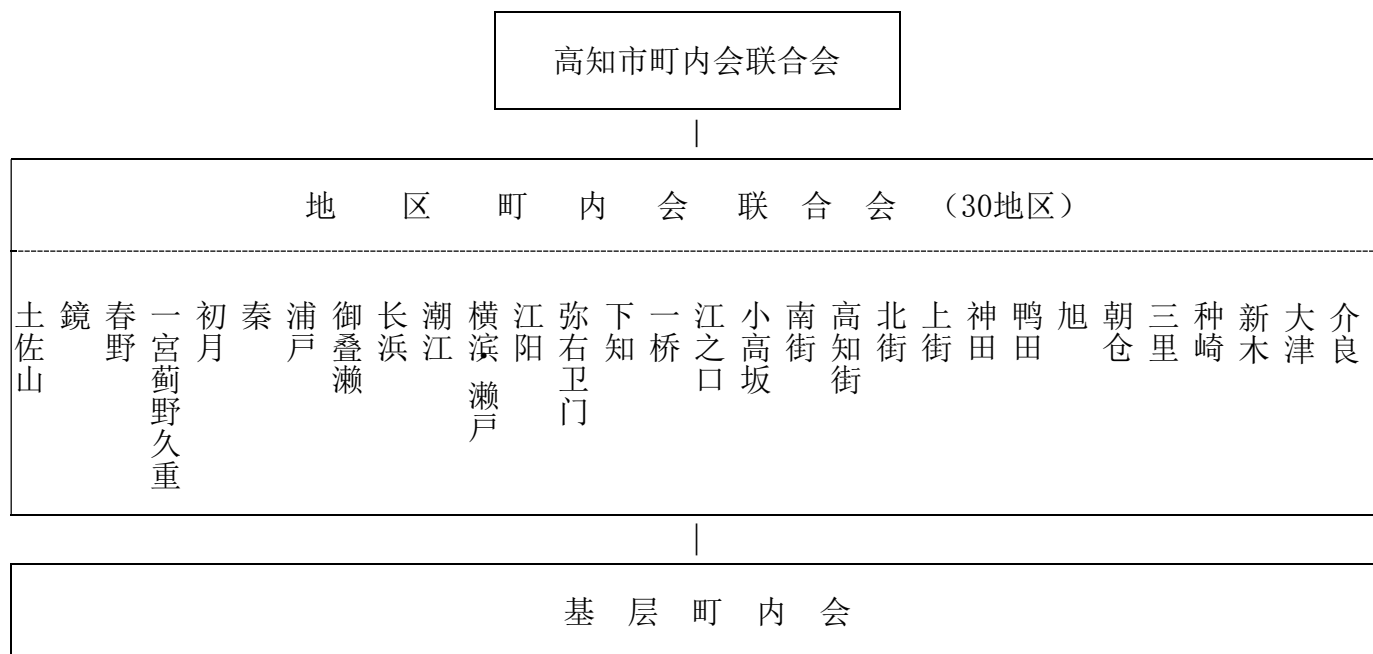 高知市町内会联合会
地区町内会联合会（30地区）
土佐山
鏡
春野
一宮蓟野久重
初月
秦
浦戸
御叠濑
长浜
潮江
横滨・濑戸
江阳
弥右卫门
下知
一桥
江之口
小高坂
南街
高知街
北街
上街
神田
鸭田
旭
朝仓
三里
种崎
新木
大津
介良
基层町内会